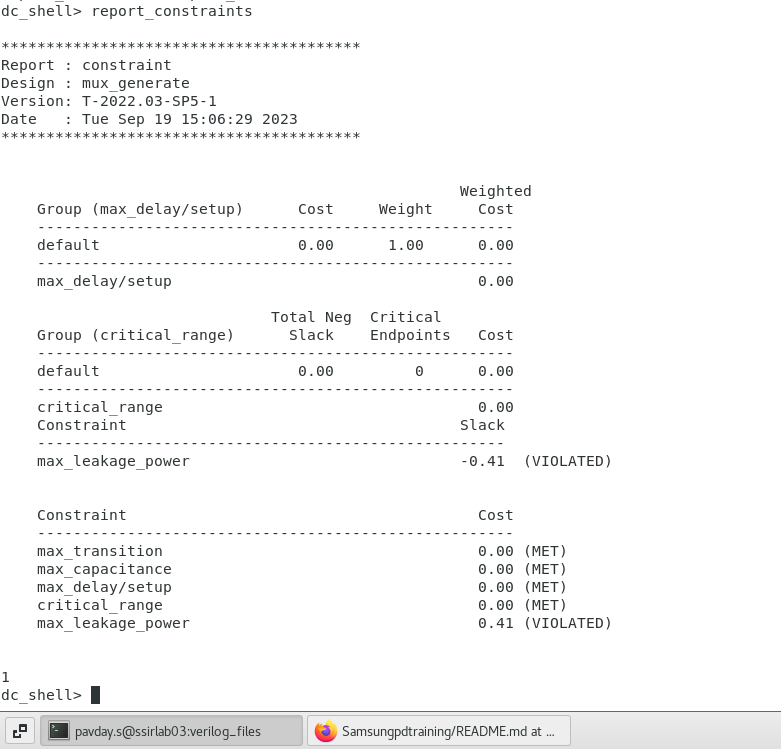 dc_shell> report_constraints
****************************************
Report : constraint
Design : mux_generate
Version: T-2022.03-SP5-1
Date   : Tue Sep 19 15:06:29 2023
****************************************
                                                   Weighted
    Group (max_delay/setup)      Cost     Weight     Cost
    -----------------------------------------------------
    default                      0.00      1.00      0.00
    -----------------------------------------------------
    max_delay/setup                                  0.00
                              Total Neg  Critical
    Group (critical_range)      Slack    Endpoints   Cost
    -----------------------------------------------------
    default                      0.00         0      0.00
    -----------------------------------------------------
    critical_range                                   0.00
    Constraint                                     Slack
    ----------------------------------------------------
    max_leakage_power                              -0.41  (VIOLATED)
    Constraint                                       Cost
    -----------------------------------------------------
    max_transition                                   0.00 (MET)
    max_capacitance                                  0.00 (MET)
    max_delay/setup                                  0.00 (MET)
    critical_range                                   0.00 (MET)
    max_leakage_power                                0.41 (VIOLATED)
1
dc_shell>
pavday.s@ssirlab03:verilog_files
Samsungpdtraining/README.md at ...